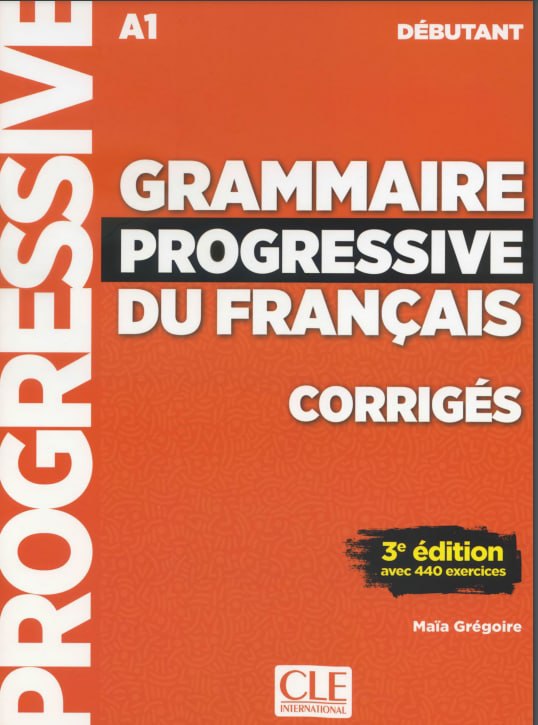 A1
DÉBUTANT
PROGRESSIVE
GRAMMAIRE
PROGRESSIVE
DU FRANÇAIS
CORRIGÉS
3e édition
avec 440 exercices
Maïa Grégoire
CLE
INTERNATIONAL